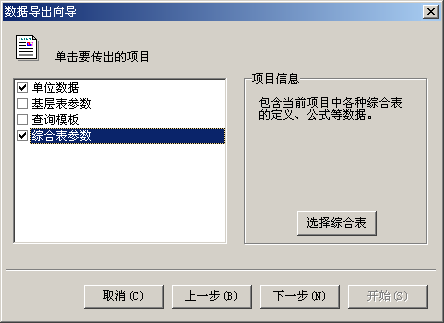 数据导出向导
单击要传出的项目
单位数据
基层表参数
查询模板
综合表参数
项目信息
包含当前项目中各种综合表
的定义、公式等数据。
选择综合表
取消(C)
上一步(B)
下一步(N)
开始(S)